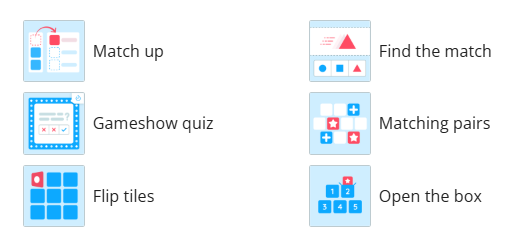 Match up
Find the match
Gameshow quiz
Matching pairs
Flip tiles
Open the box
1 2
3 4 5